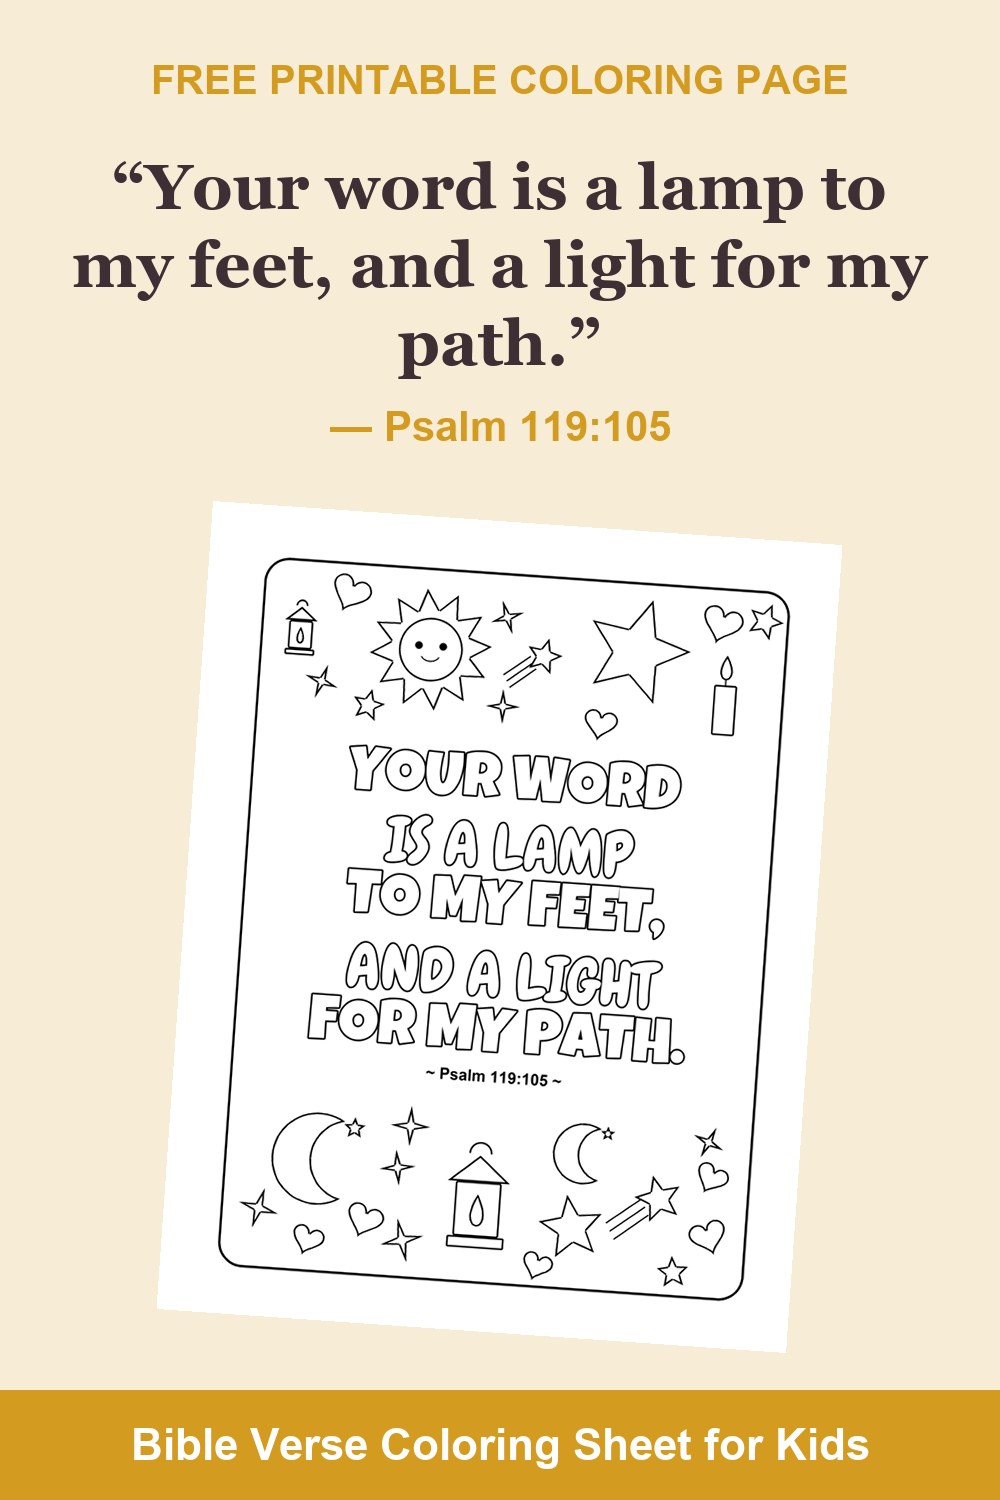 FREE PRINTABLE COLORING PAGE
“Your word is a lamp to
my feet, and a light for my
path.”
— Psalm 119:105
YOUR WORD
IS A LAMP
TO MY FEET,
AND A LIGHT
FOR MY PATH.
~ Psalm 119:105 ~
Bible Verse Coloring Sheet for Kids